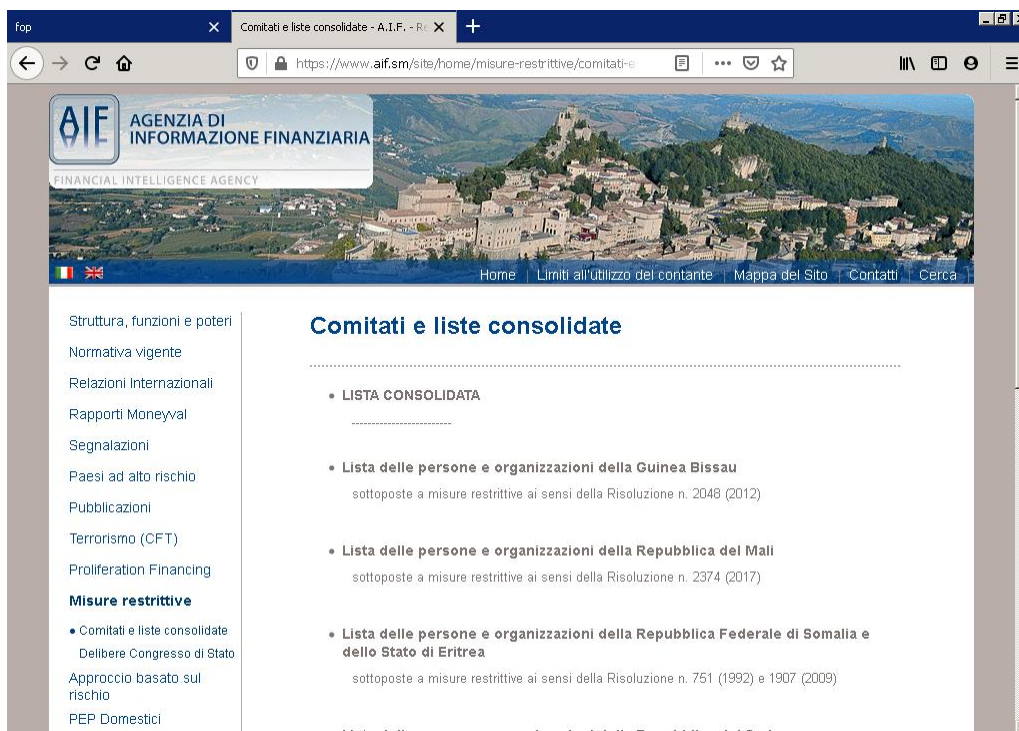 fop
Comitati e liste consolidate - A.I.F. - Re
https://www.aif.sm/site/home/misure-restrittive/comitati-e
AIF
AGENZIA DI
INFORMAZIONE FINANZIARIA
FINANCIAL INTELLIGENCE AGENCY
Home | Limiti all'utilizzo del contante | Mappa del Sito | Contatti | Cerca
Struttura, funzioni e poteri
Normativa vigente
Relazioni Internazionali
Rapporti Moneyval
Segnalazioni
Paesi ad alto rischio
Pubblicazioni
Terrorismo (CFT)
Proliferation Financing
Misure restrittive
• Comitati e liste consolidate
Delibere Congresso di Stato
Approccio basato sul
rischio
PEP Domestici
Comitati e liste consolidate
• LISTA CONSOLIDATA
-------------------------
• Lista delle persone e organizzazioni della Guinea Bissau
sottoposte a misure restrittive ai sensi della Risoluzione n. 2048 (2012)
• Lista delle persone e organizzazioni della Repubblica del Mali
sottoposte a misure restrittive ai sensi della Risoluzione n. 2374 (2017)
• Lista delle persone e organizzazioni della Repubblica Federale di Somalia e
dello Stato di Eritrea
sottoposte a misure restrittive ai sensi della Risoluzione n. 751 (1992) e 1907 (2009)